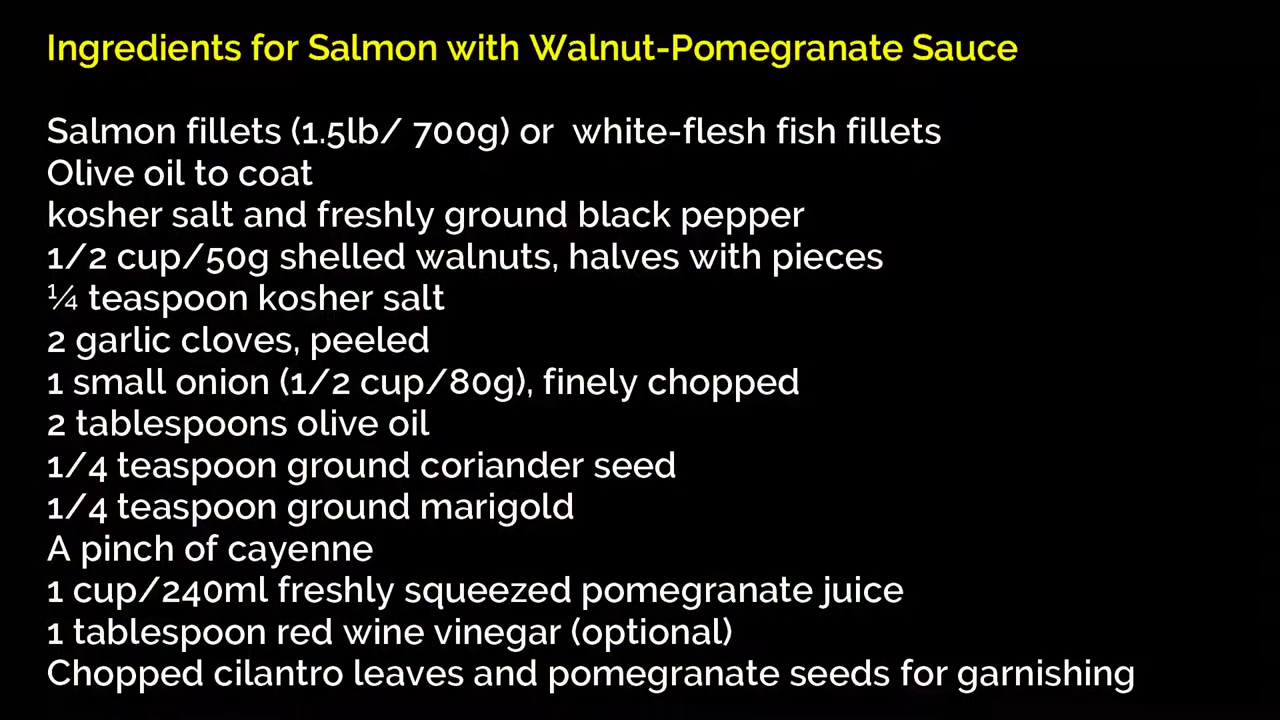 Ingredients for Salmon with Walnut-Pomegranate Sauce
Salmon fillets (1.5lb/ 700g) or  white-flesh fish fillets
Olive oil to coat
kosher salt and freshly ground black pepper
1/2 cup/50g shelled walnuts, halves with pieces
¼ teaspoon kosher salt
2 garlic cloves, peeled
1 small onion (1/2 cup/80g), finely chopped
2 tablespoons olive oil
1/4 teaspoon ground coriander seed
1/4 teaspoon ground marigold
A pinch of cayenne
1 cup/240ml freshly squeezed pomegranate juice
1 tablespoon red wine vinegar (optional)
Chopped cilantro leaves and pomegranate seeds for garnishing